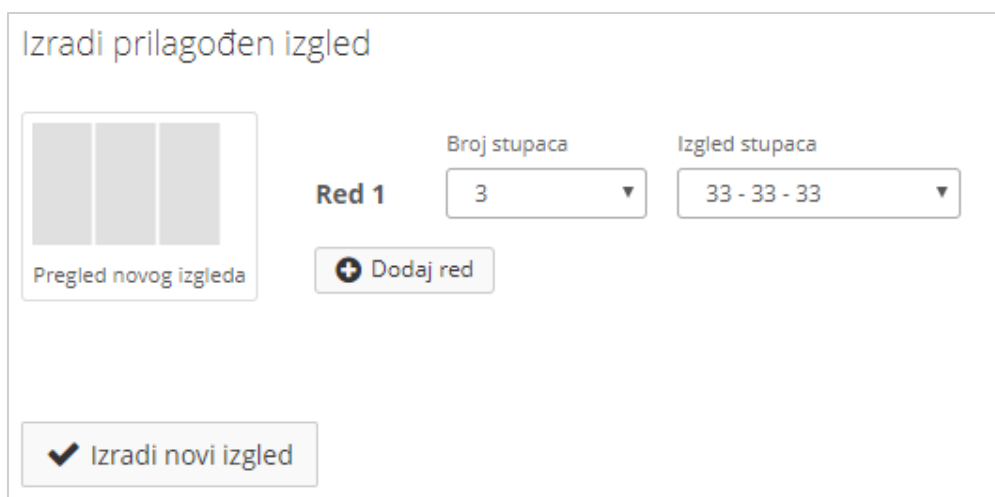 Izradi prilagođen izgled
Broj stupaca
Izgled stupaca
Red 1
3
33 - 33 - 33
Pregled novog izgleda
Dodaj red
Izradi novi izgled